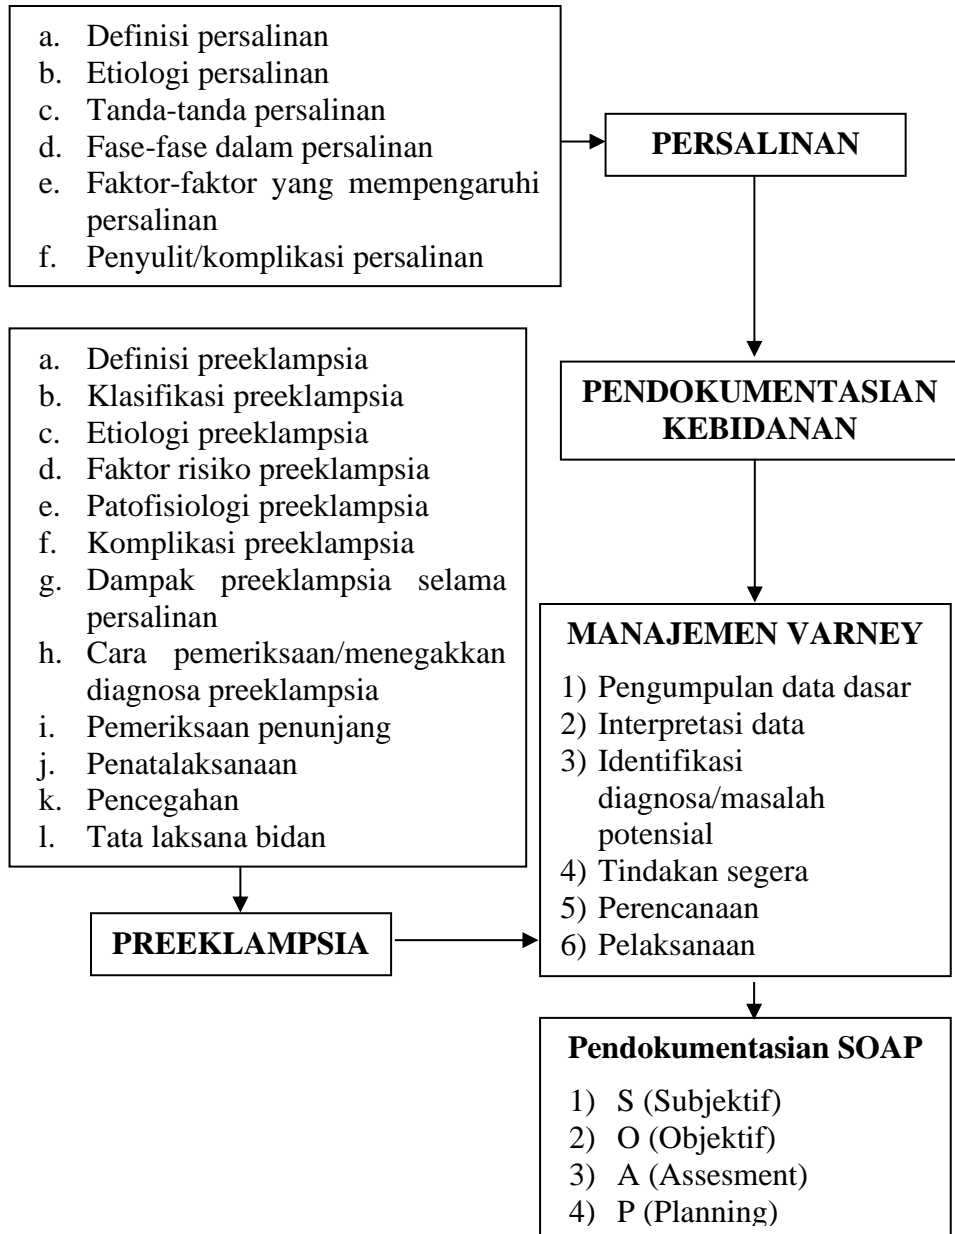 a. Definisi persalinan
b. Etiologi persalinan
c. Tanda-tanda persalinan
d. Fase-fase dalam persalinan
e. Faktor-faktor yang mempengaruhi
persalinan
f. Penyulit/komplikasi persalinan
PERSALINAN
a. Definisi preeklampsia
b. Klasifikasi preeklampsia
c. Etiologi preeklampsia
d. Faktor risiko preeklampsia
e. Patofisiologi preeklampsia
f. Komplikasi preeklampsia
g. Dampak preeklampsia selama
persalinan
h. Cara pemeriksaan/menegakkan
diagnosa preeklampsia
i. Pemeriksaan penunjang
j. Penatalaksanaan
k. Pencegahan
l. Tata laksana bidan
PENDOKUMENTASIAN
KEBIDANAN
PREEKLAMPSIA
MANAJEMEN VARNEY
1) Pengumpulan data dasar
2) Interpretasi data
3) Identifikasi
diagnosa/masalah
potensial
4) Tindakan segera
5) Perencanaan
6) Pelaksanaan
Pendokumentasian SOAP
1) S (Subjektif)
2) O (Objektif)
3) A (Assesment)
4) P (Planning)